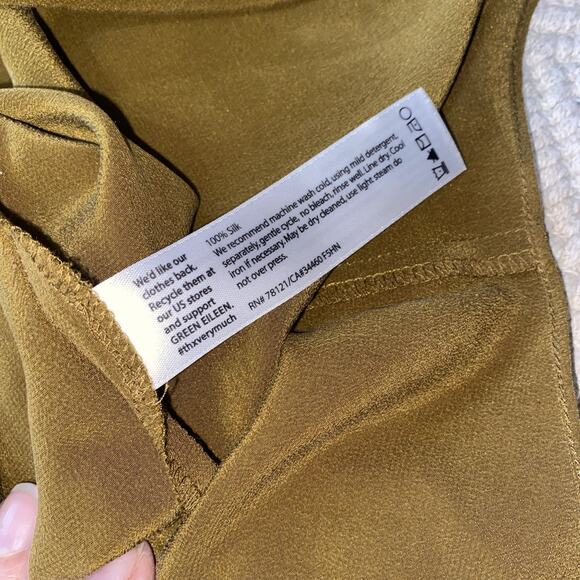 We'd like our
clothes back.
Recycle them at
our US stores
and support
GREEN EILEEN.
#thxverymuch
100% Silk
We recommend machine wash cold, using mild detergent,
separately, gentle cycle, no bleach, rinse well. Line dry. Cool
iron if necessary. May be dry cleaned, use light steam do
not over press.
RN# 78121/CA#34460 F5HN